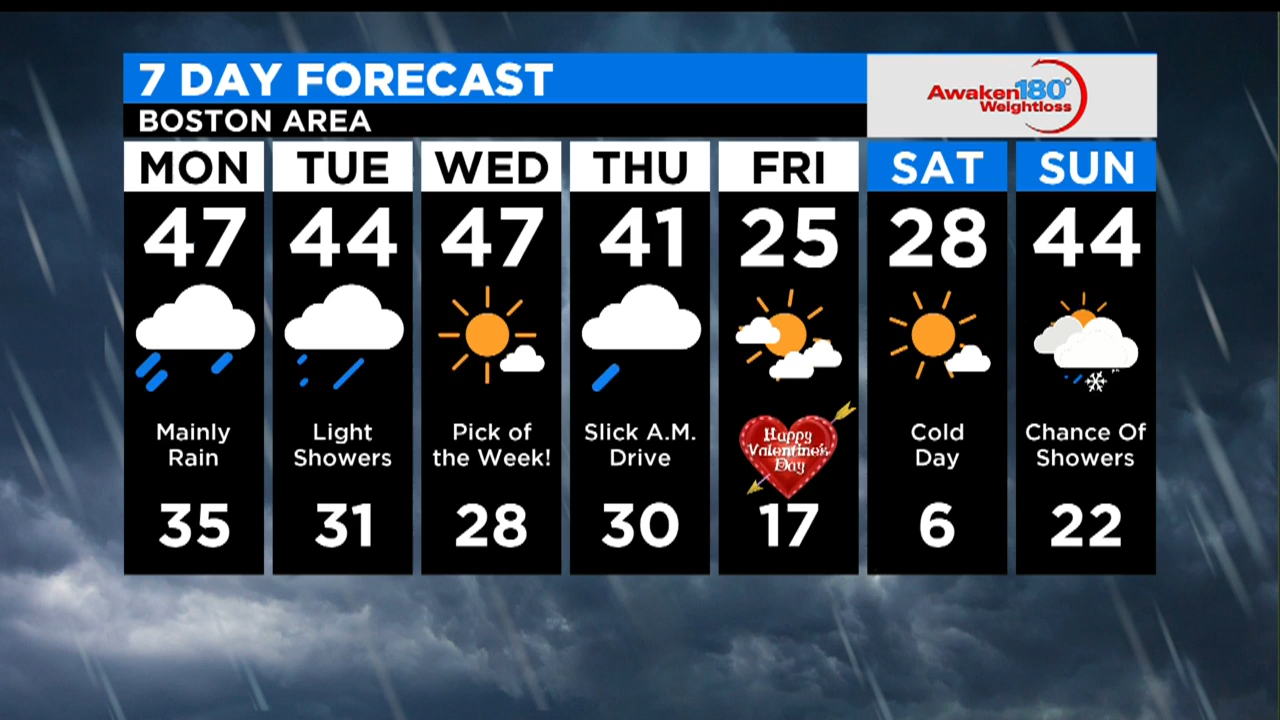 7 DAY FORECAST
BOSTON AREA
Awaken180°
Weightloss
MON
47
Mainly
Rain
35
TUE
44
Light
Showers
31
WED
47
Pick of
the Week!
28
THU
41
Slick A.M.
Drive
30
FRI
25
Happy
Valentine's
Day
17
SAT
28
Cold
Day
6
SUN
44
Chance Of
Showers
22